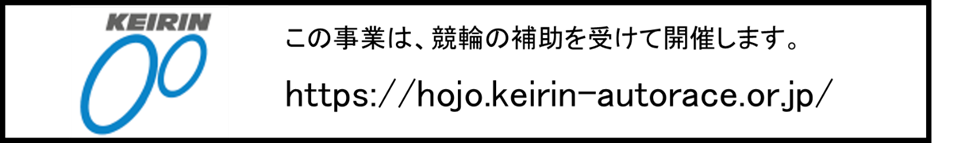 KEIRIN
この事業は、競輪の補助を受けて開催します。
https://hojo.keirin-autorace.or.jp/